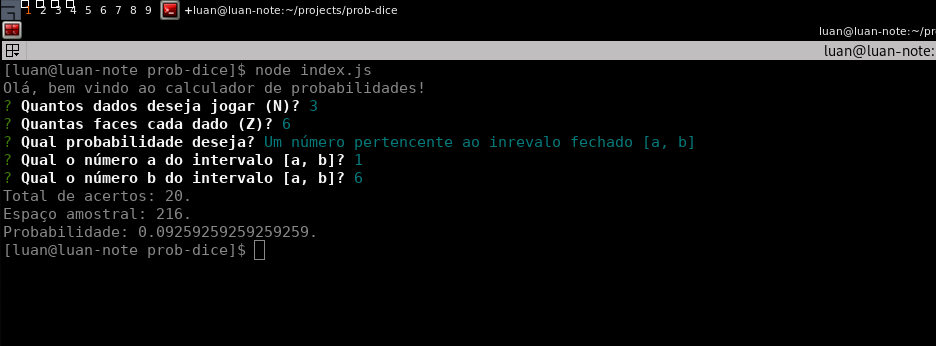 1 2 3 4 5 6 7 8 9 +luan@luan-note:~/projects/prob-dice
luan@luan-note:~/pr
luan@luan-note:
[luan@luan-note prob-dice]$ node index.js
Olá, bem vindo ao calculador de probabilidades!
? Quantos dados deseja jogar (N)? 3
? Quantas faces cada dado (Z)? 6
? Qual probabilidade deseja? Um número pertencente ao inrevalo fechado [a, b]
? Qual o número a do intervalo [a, b]? 1
? Qual o número b do intervalo [a, b]? 6
Total de acertos: 20.
Espaço amostral: 216.
Probabilidade: 0.09259259259259259.
[luan@luan-note prob-dice]$